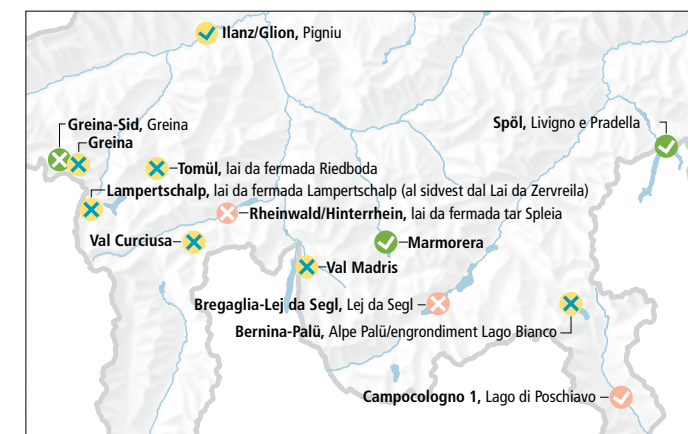 Ilanz/Glion, Pigniu
Greina-Sid, Greina
Spöl, Livigno e Pradella
Greina
Tomül, lai da fermada Riedboda
Lampertschalp, lai da fermada Lampertschalp (al sidvest dal Lai da Zervreila)
Rheinwald/Hinterrhein, lai da fermada tar Spleia
Val Curciusa
Marmorera
Val Madris
Bregaglia-Lej da Segl, Lej da Segl
Bernina-Palü, Alpe Palü/engrondiment Lago Bianco
Campocologno 1, Lago di Poschiavo